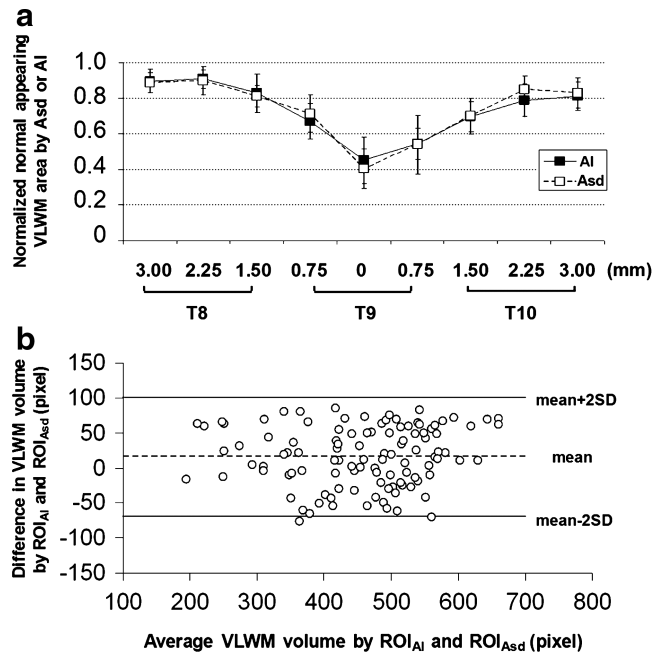 a
Normalized normal appearing
VLWM area by Asd or AI
1.0
0.8
0.6
0.4
0.2
0
AI
Asd
3.00 2.25 1.50 0.75 0 0.75 1.50 2.25 3.00 (mm)
T8 T9 T10
b
Difference in VLWM volume
by ROIAI and ROIAsd (pixel)
150
100
50
0
-50
-100
-150
mean+2SD
mean
mean-2SD
100 200 300 400 500 600 700 800
Average VLWM volume by ROIAI and ROIAsd (pixel)